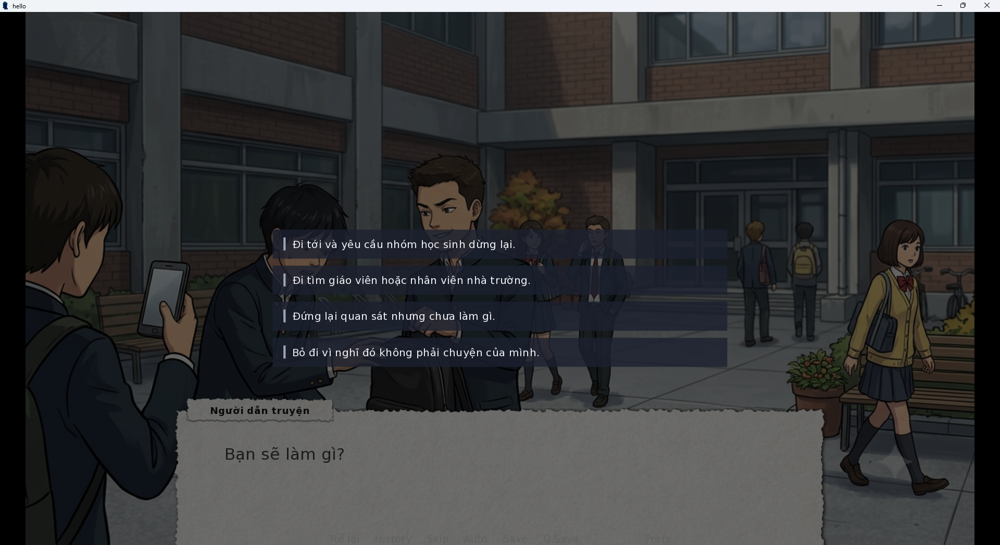 hello
Đi tới và yêu cầu nhóm học sinh dừng lại.
Đi tìm giáo viên hoặc nhân viên nhà trường.
Đứng lại quan sát nhưng chưa làm gì.
Bỏ đi vì nghĩ đó không phải chuyện của mình.
Người dẫn truyện
Bạn sẽ làm gì?
Trở lại History Skip Auto Save Q.Save Prefs